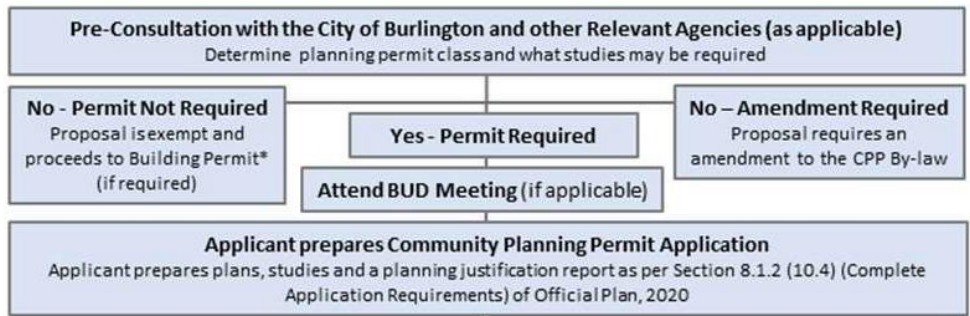 Pre-Consultation with the City of Burlington and other Relevant Agencies (as applicable)
Determine planning permit class and what studies may be required
No - Permit Not Required
Proposal is exempt and
proceeds to Building Permit*
(if required)
Yes - Permit Required
No – Amendment Required
Proposal requires an
amendment to the CPP By-law
Attend BUD Meeting (if applicable)
Applicant prepares Community Planning Permit Application
Applicant prepares plans, studies and a planning justification report as per Section 8.1.2 (10.4) (Complete
Application Requirements) of Official Plan, 2020